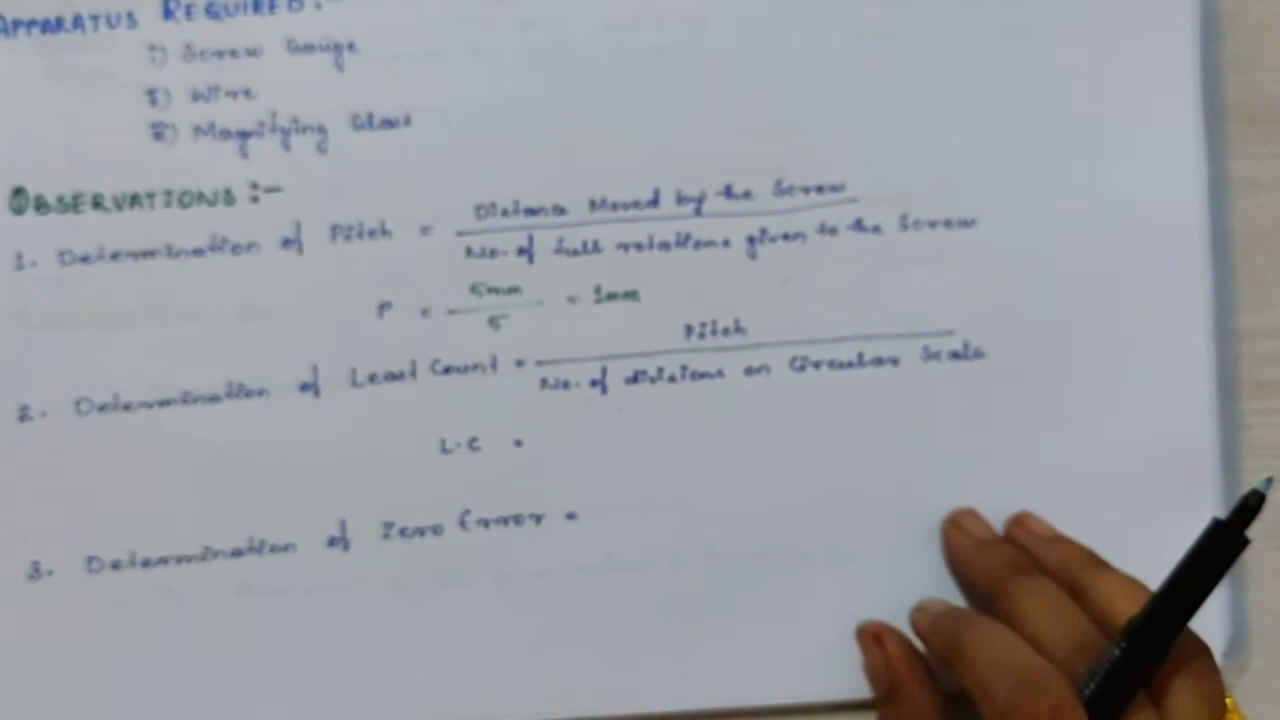 APPARATUS REQUIRED:-
i) Screw Gauge
ii) Wire
iii) Magnifying Glass
OBSERVATIONS:-
1. Determination of Pitch = Distance Moved by the Screw
No. of full rotations given to the Screw
P = 5mm / 5 = 1mm
2. Determination of Least Count = Pitch
No. of divisions on Circular Scale
L.C =
3. Determination of Zero Error =